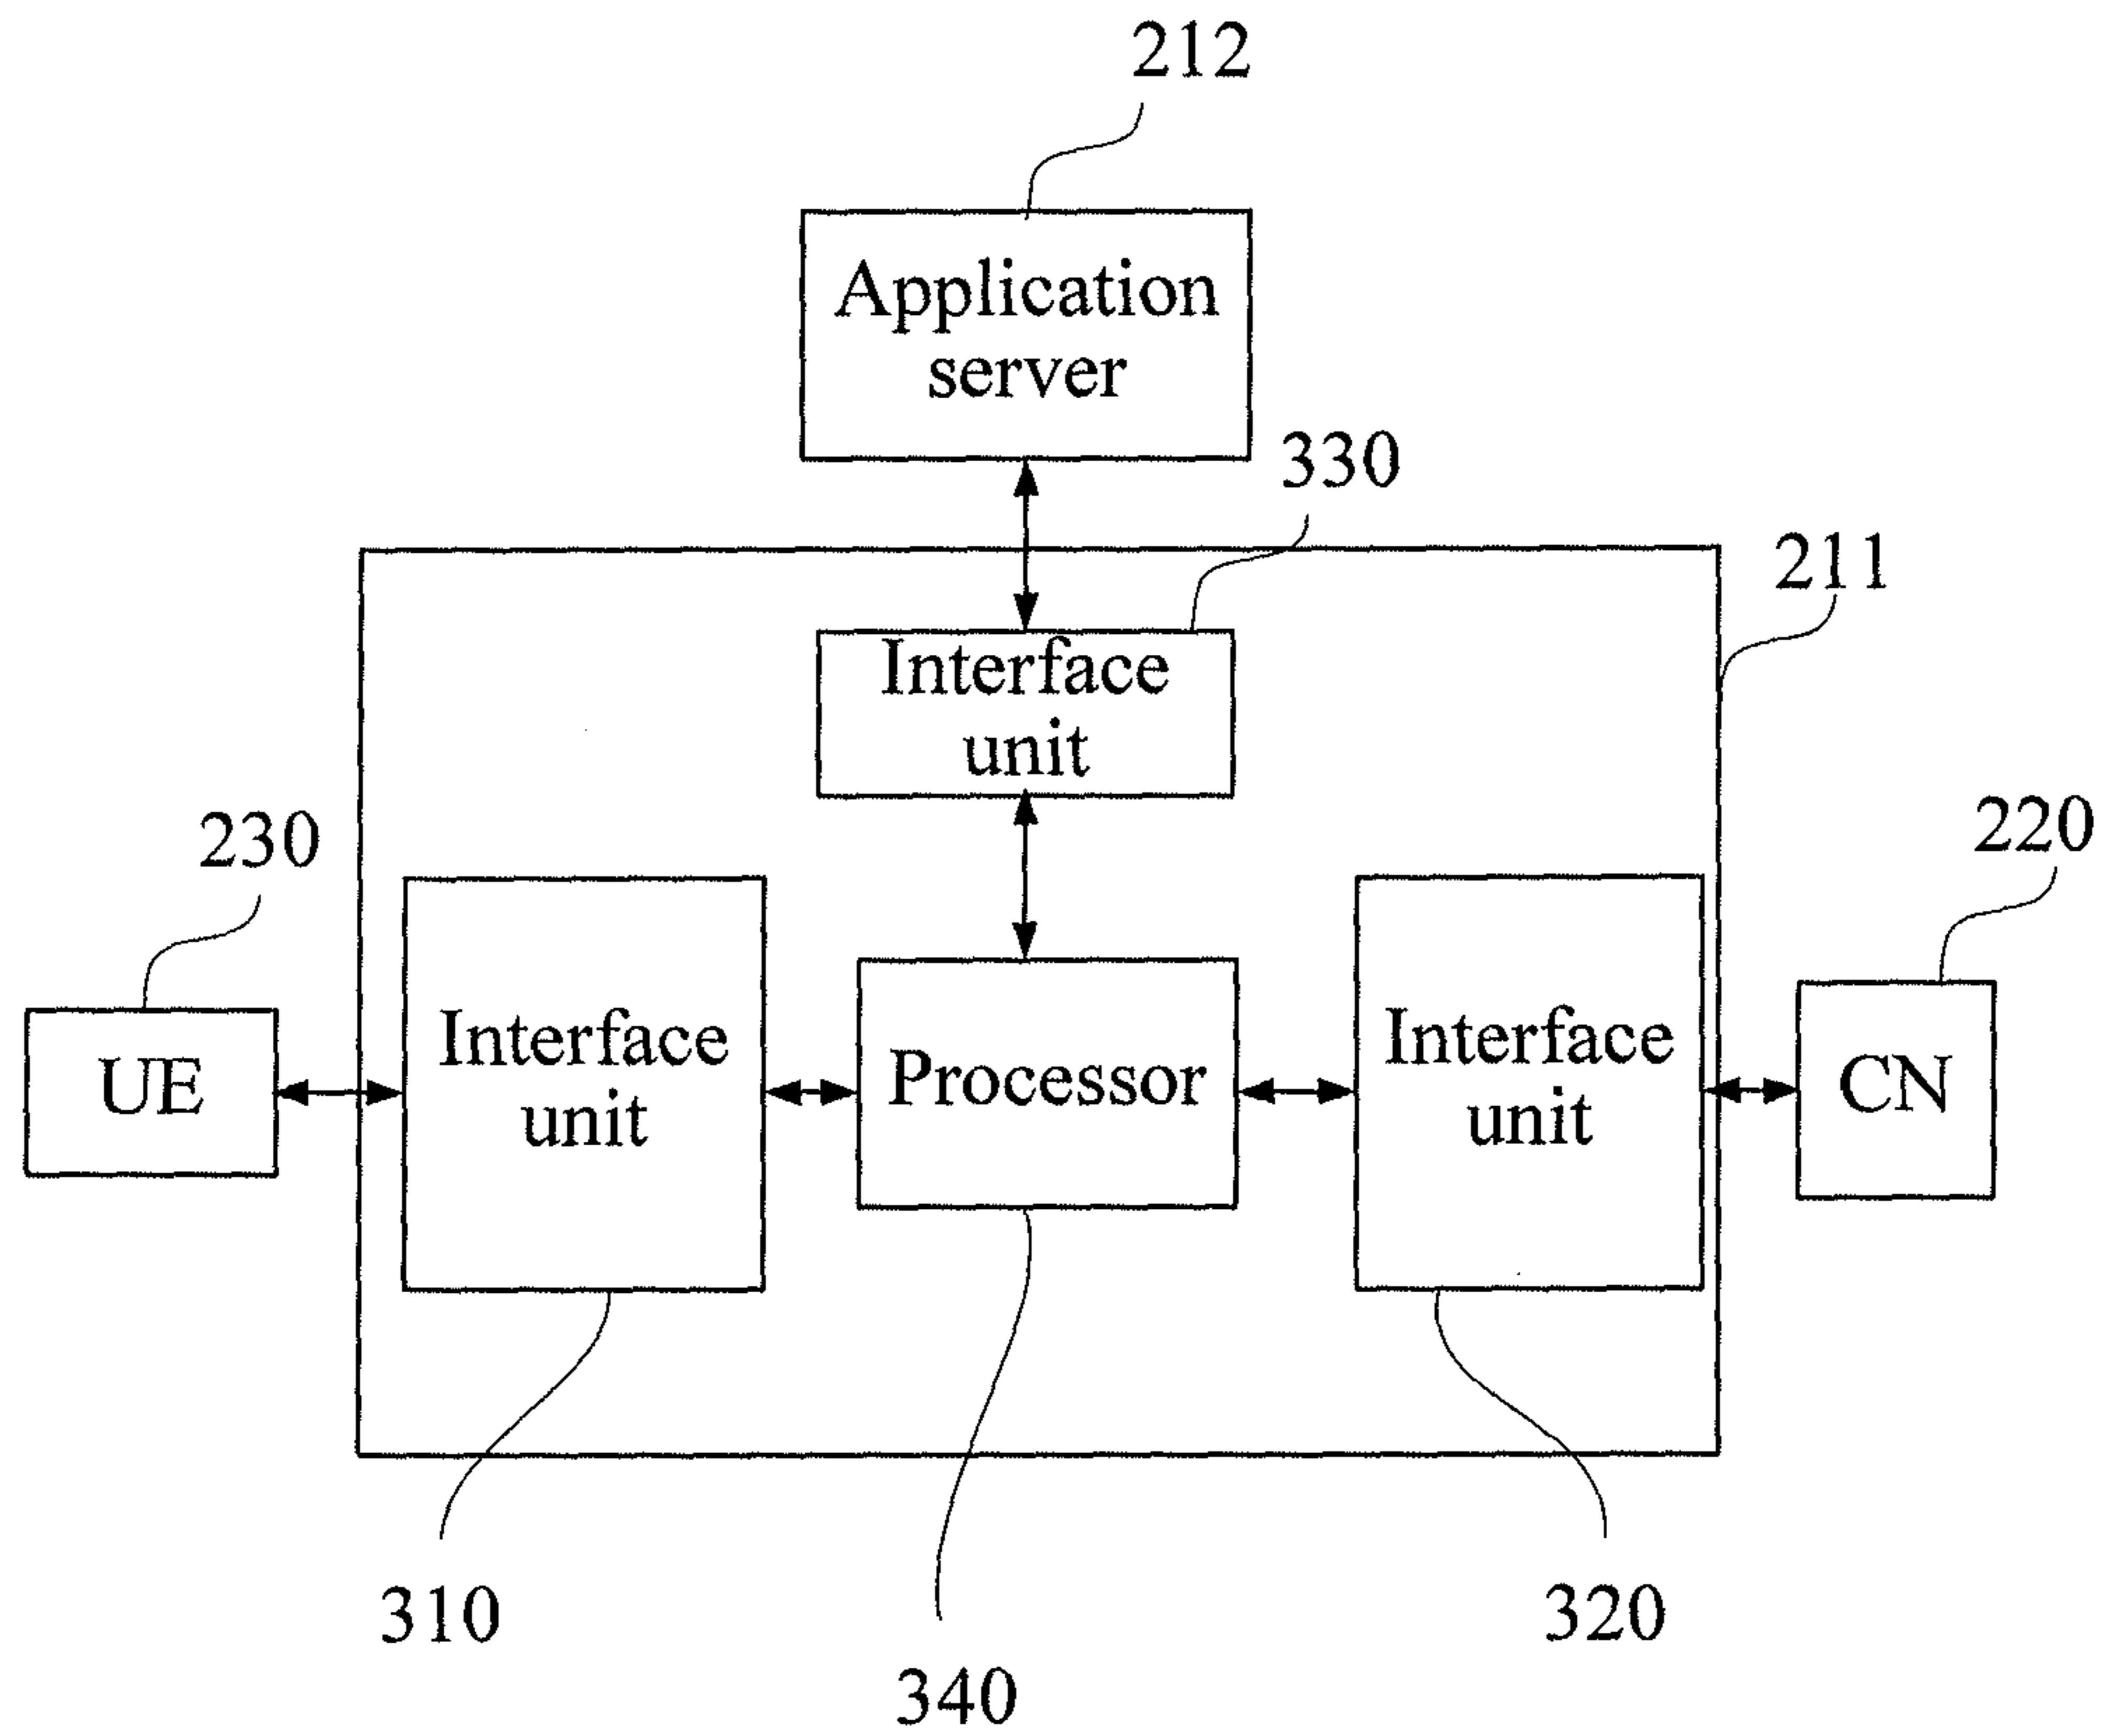 212
Application
server
330
211
Interface
unit
230
220
UE
Interface
unit
Processor
Interface
unit
CN
310
320
340